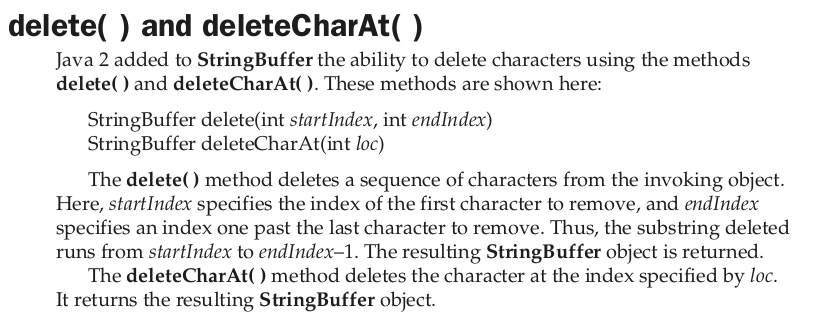 delete( ) and deleteCharAt( )
Java 2 added to StringBuffer the ability to delete characters using the methods
delete( ) and deleteCharAt( ). These methods are shown here:
StringBuffer delete(int startIndex, int endIndex)
StringBuffer deleteCharAt(int loc)
The delete( ) method deletes a sequence of characters from the invoking object.
Here, startIndex specifies the index of the first character to remove, and endIndex
specifies an index one past the last character to remove. Thus, the substring deleted
runs from startIndex to endIndex–1. The resulting StringBuffer object is returned.
The deleteCharAt( ) method deletes the character at the index specified by loc.
It returns the resulting StringBuffer object.